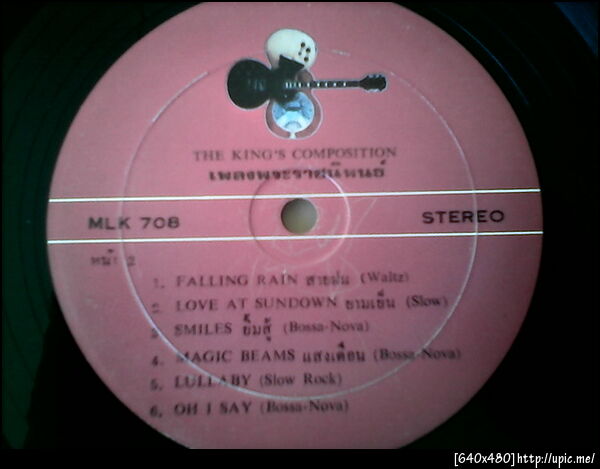 THE KING'S COMPOSITION
เพลงพระราชนิพนธ์
MLK 708
STEREO
หน้า 2
1. FALLING RAIN สายฝน (Waltz)
2. LOVE AT SUNDOWN ยามเย็น (Slow)
3. SMILES ยิ้มสู้ (Bossa-Nova)
4. MAGIC BEAMS แสงเดือน (Bossa-Nova)
5. LULLABY (Slow Rock)
6. OH I SAY (Bossa-Nova)
[640x480]http://upic.me/